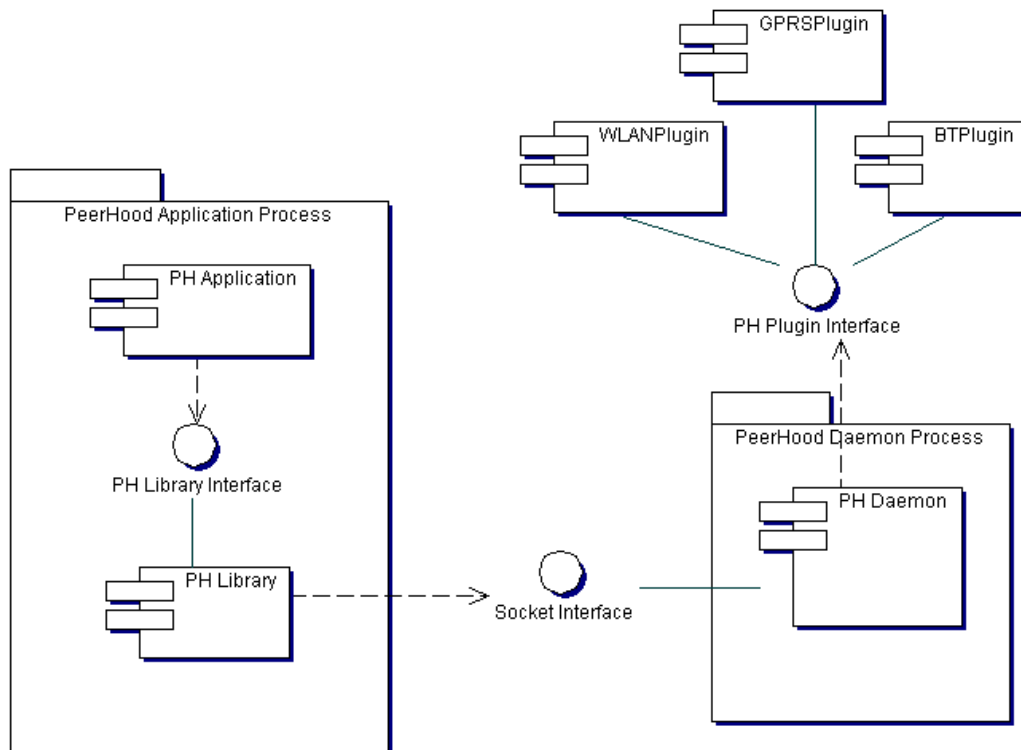 GPRSPlugin
WLANPlugin
BTPlugin
PeerHood Application Process
PH Application
PH Plugin Interface
PH Library Interface
PeerHood Daemon Process
PH Daemon
PH Library
Socket Interface